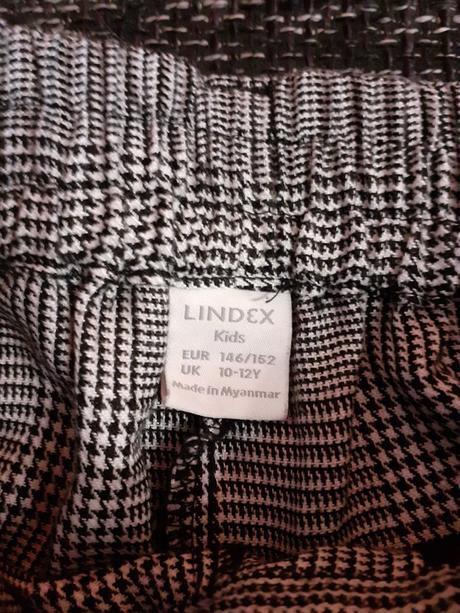 LINDEX
Kids
EUR 146/152
UK 10-12Y
Made in Myanmar